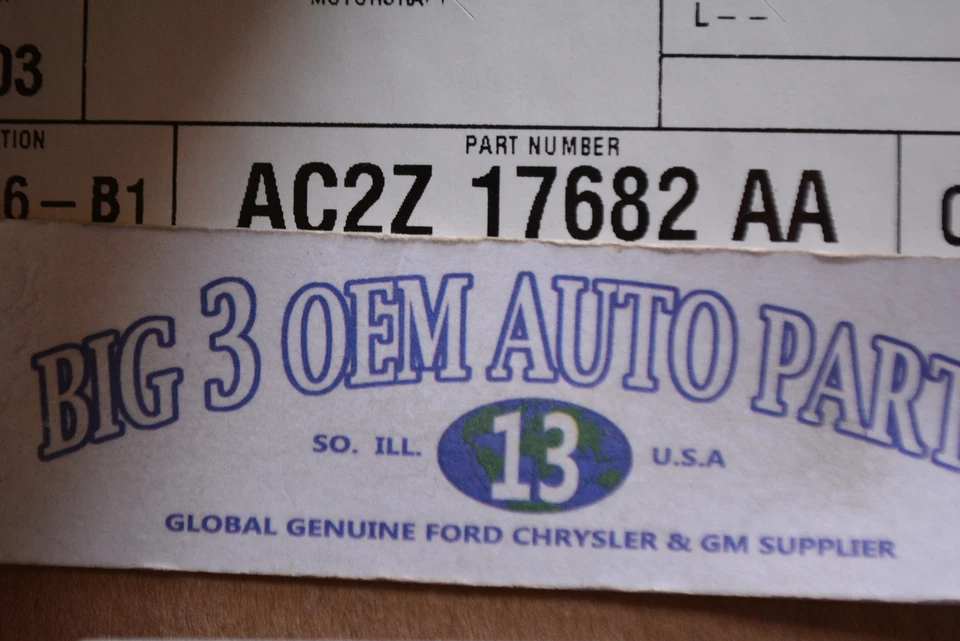 MOTORCRAFT
L--
03
TION
PART NUMBER
6-B1
AC2Z 17682 AA
BIG 3 OEM AUTO PART
SO. ILL.
13
U.S.A
GLOBAL GENUINE FORD CHRYSLER & GM SUPPLIER